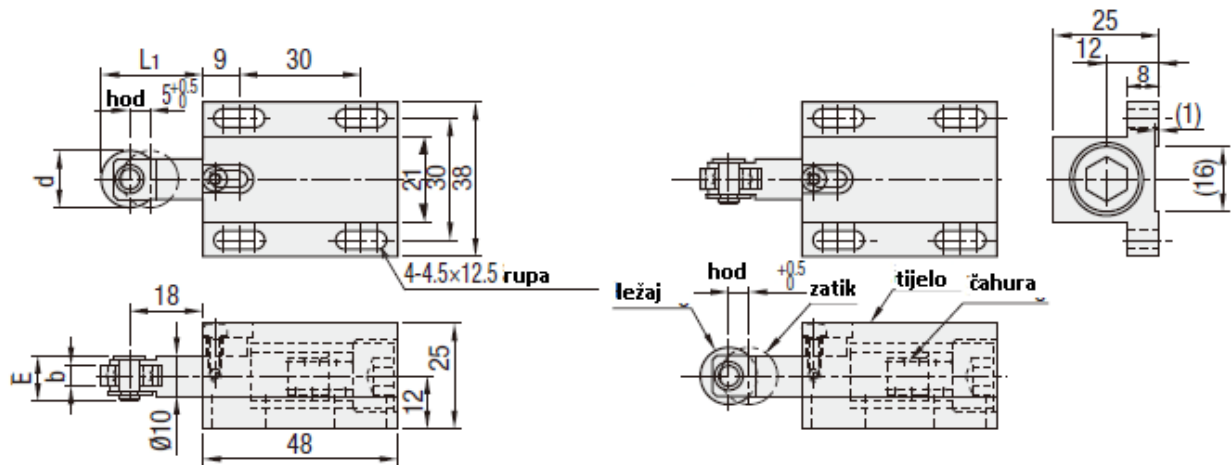 L1 9 30
hod 5 +0.5 0
d
21
30
38
4-4.5×12.5 rupa
25
12
8
(1)
(16)
18
E
b
Ø10
25
12
48
ležaj
hod +0.5 0
zatik
tijelo
čahura